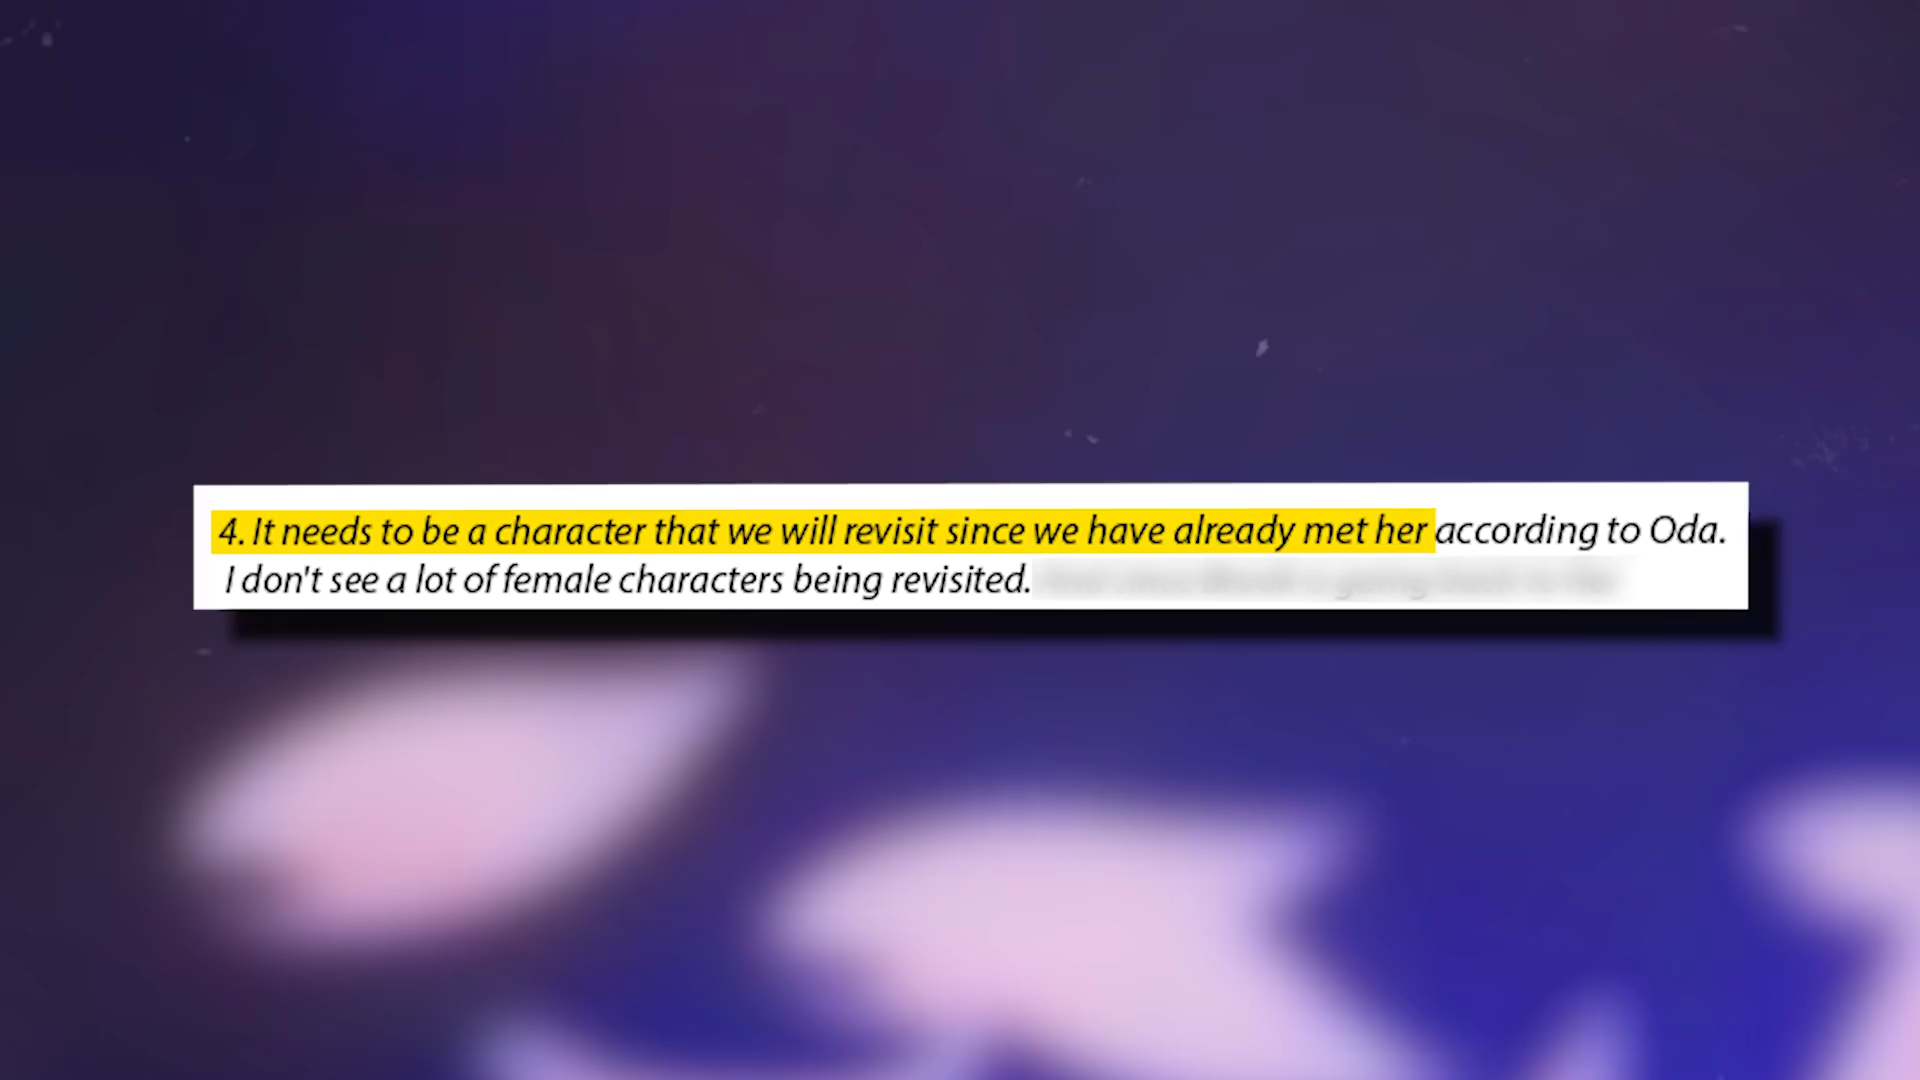 4. It needs to be a character that we will revisit since we have already met her according to Oda.
I don't see a lot of female characters being revisited.